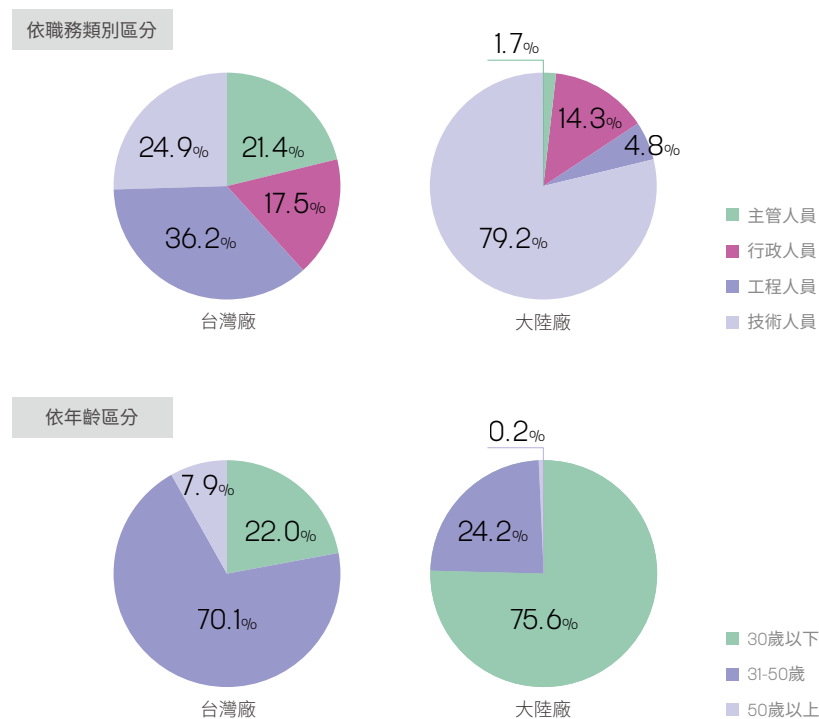 依職務類別區分
1.7%
24.9%
21.4%
14.3%
4.8%
17.5%
36.2%
79.2%
台灣廠
大陸廠
主管人員
行政人員
工程人員
技術人員
依年齡區分
0.2%
7.9%
22.0%
24.2%
70.1%
75.6%
台灣廠
大陸廠
30歲以下
31-50歲
50歲以上